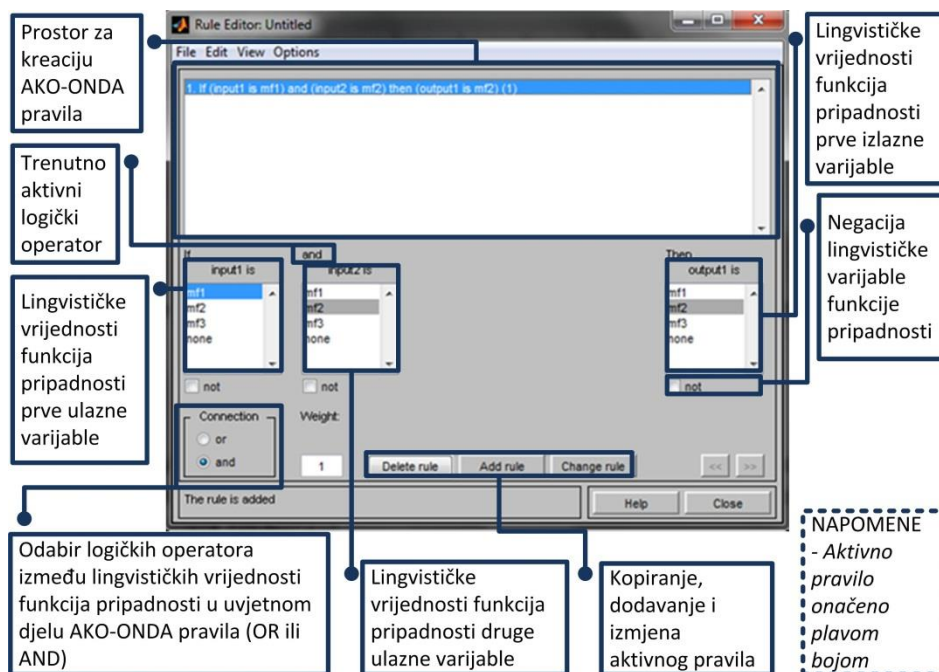 Prostor za
kreaciju
AKO-ONDA
pravila
Trenutno
aktivni
logički
operator
Lingvističke
vrijednosti
funkcija
pripadnosti
prve ulazne
varijable
Rule Editor: Untitled
File Edit View Options
1. If (input1 is mf1) and (input2 is mf2) then (output1 is mf2) (1)
If
and
Then
input1 is
input2 is
output1 is
mf1
mf2
mf3
none
mf1
mf2
mf3
none
mf1
mf2
mf3
none
not
not
not
Connection
or
and
Weight:
1
Delete rule
Add rule
Change rule
<<
>>
The rule is added
Help
Close
Lingvističke
vrijednosti
funkcija
pripadnosti
prve izlazne
varijable
Negacija
lingvističke
varijable
funkcije
pripadnosti
Odabir logičkih operatora
između lingvističkih vrijednosti
funkcija pripadnosti u uvjetnom
djelu AKO-ONDA pravila (OR ili
AND)
Lingvističke
vrijednosti funkcija
pripadnosti druge
ulazne varijable
Kopiranje,
dodavanje i
izmjena
aktivnog pravila
NAPOMENE
- Aktivno
pravilo
onačeno
plavom
bojom